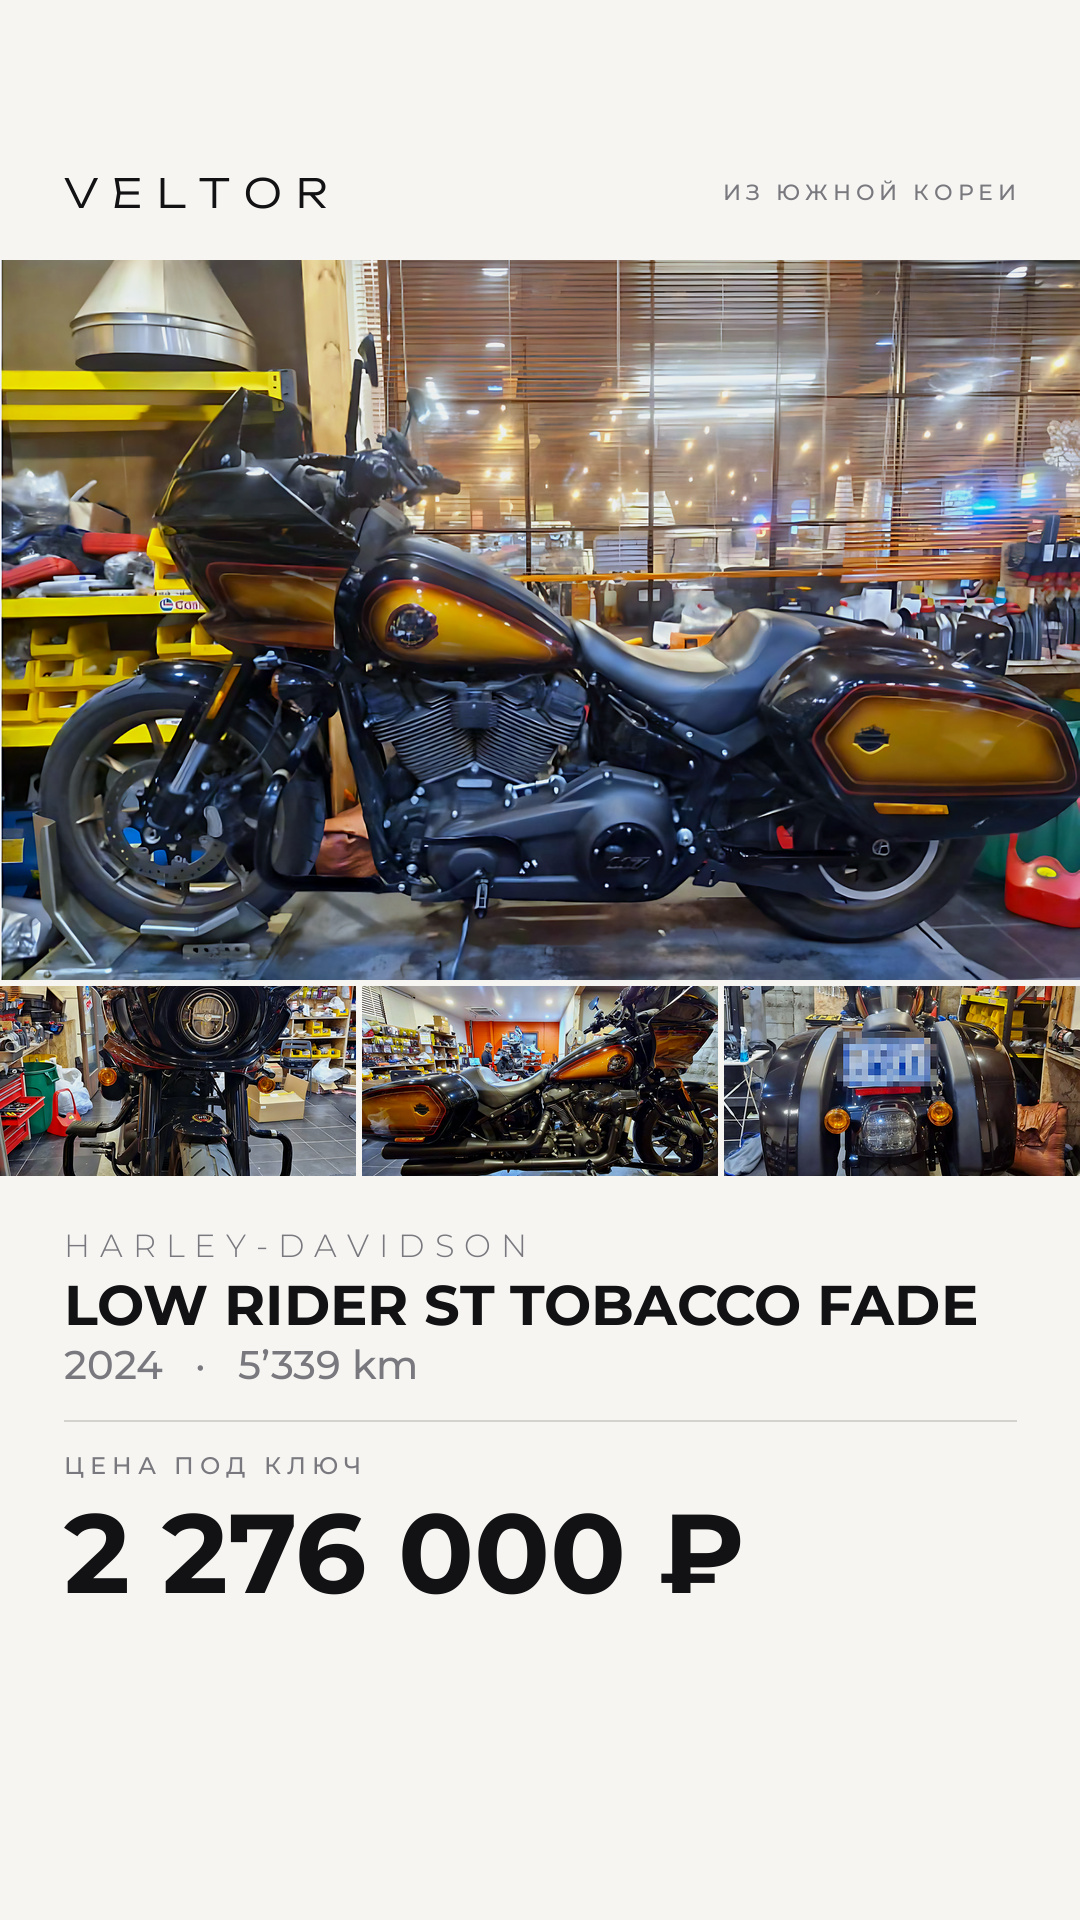 VELTOR
ИЗ ЮЖНОЙ КОРЕИ
HARLEY-DAVIDSON
LOW RIDER ST TOBACCO FADE
2024 · 5’339 km
ЦЕНА ПОД КЛЮЧ
2 276 000 ₽